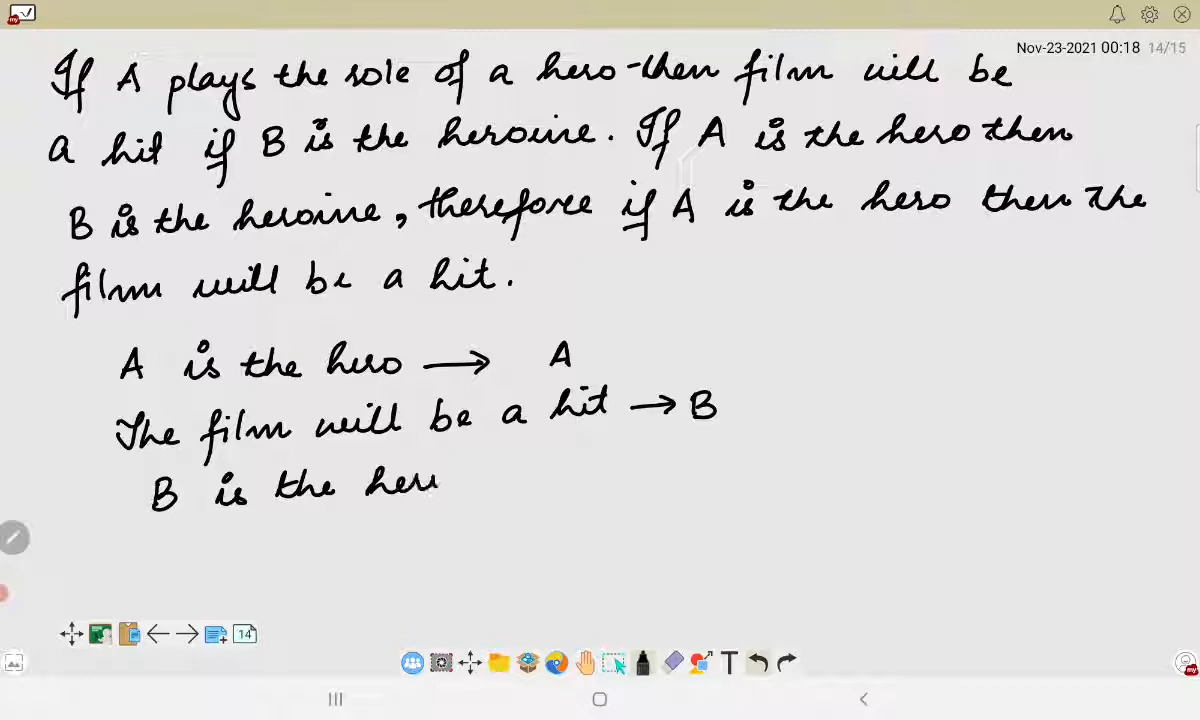 Nov-23-2021 00:18 14/15
If A plays the role of a hero then film will be
a hit if B is the heroine. If A is the hero then
B is the heroine, therefore if A is the hero then the
film will be a hit.
A is the hero → A
The film will be a hit → B
B is the her
14